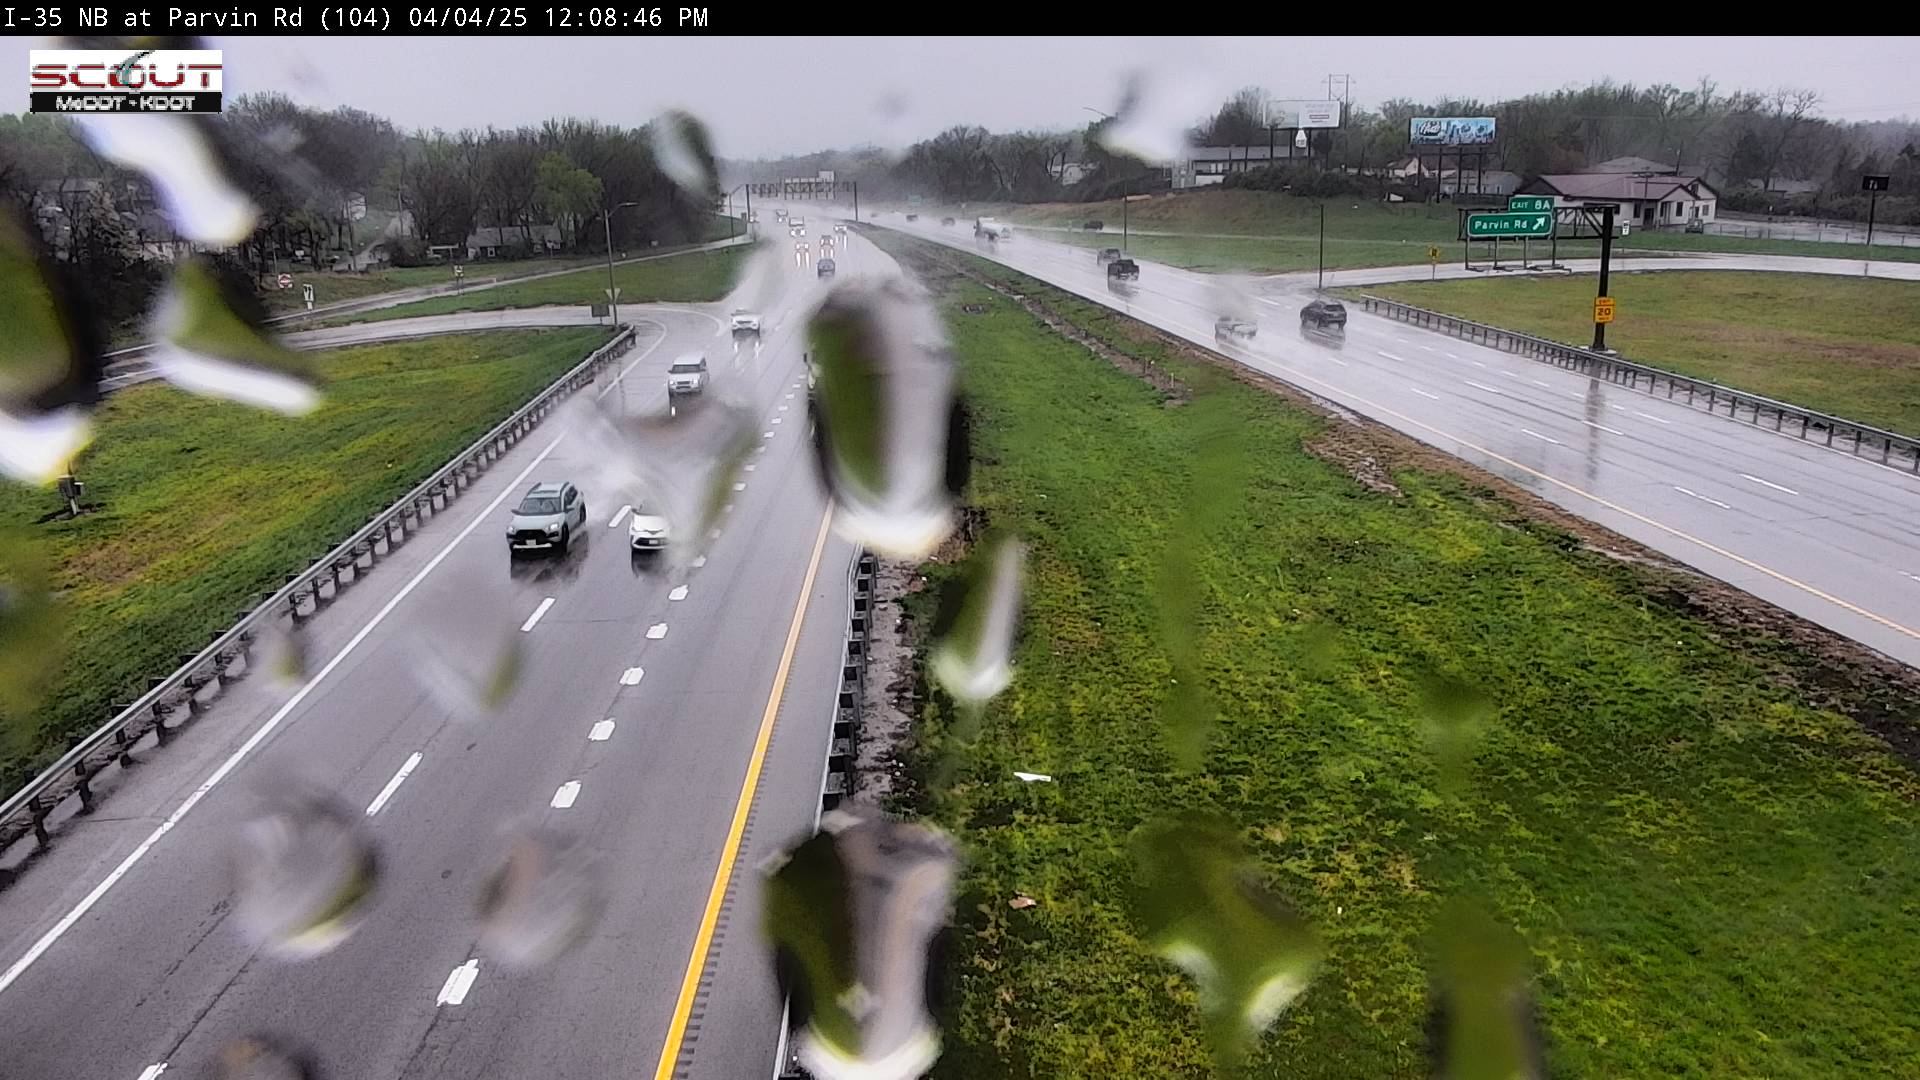 I-35 NB at Parvin Rd (104) 04/04/25 12:08:46 PM
SCOUT
MoDOT - KDOT
EXIT 8A
Parvin Rd
EXIT
20